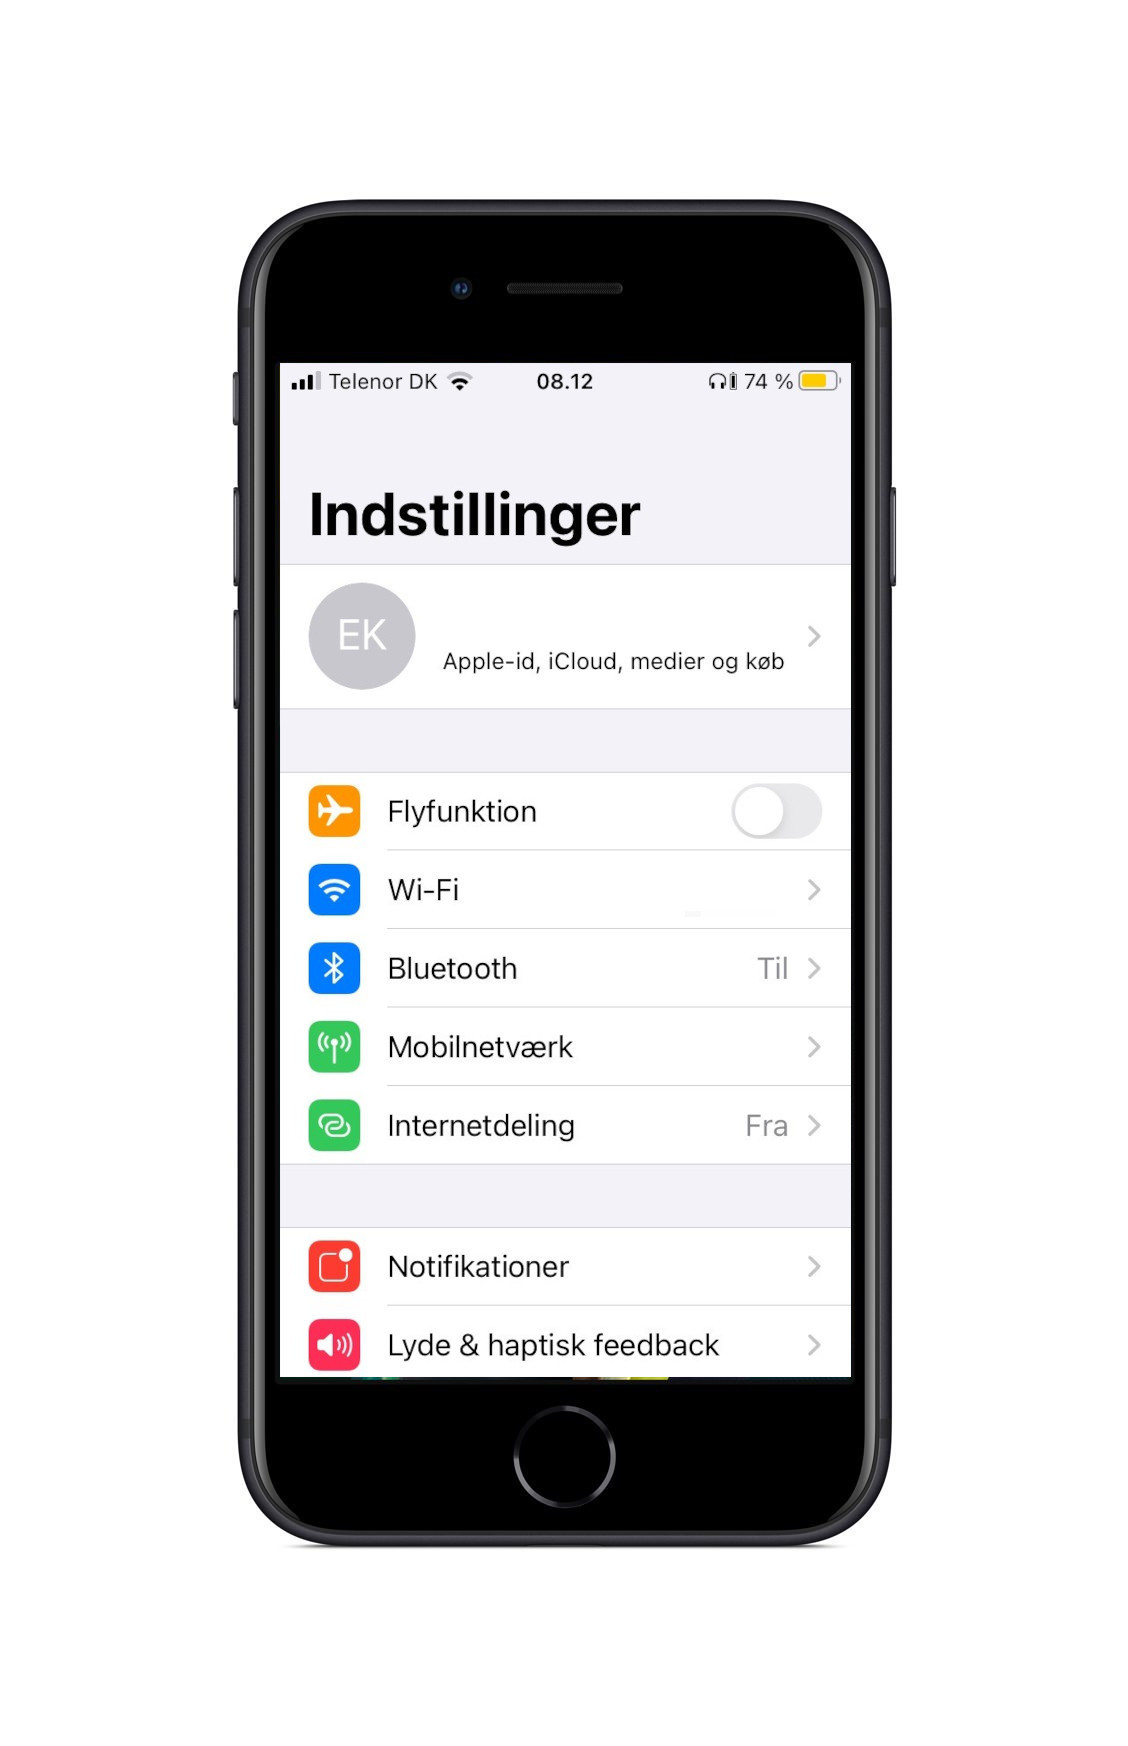 Telenor DK 08.12 74 %
Indstillinger
EK
Apple-id, iCloud, medier og køb
Flyfunktion
Wi-Fi
Bluetooth Til
Mobilnetværk
Internetdeling Fra
Notifikationer
Lyde & haptisk feedback